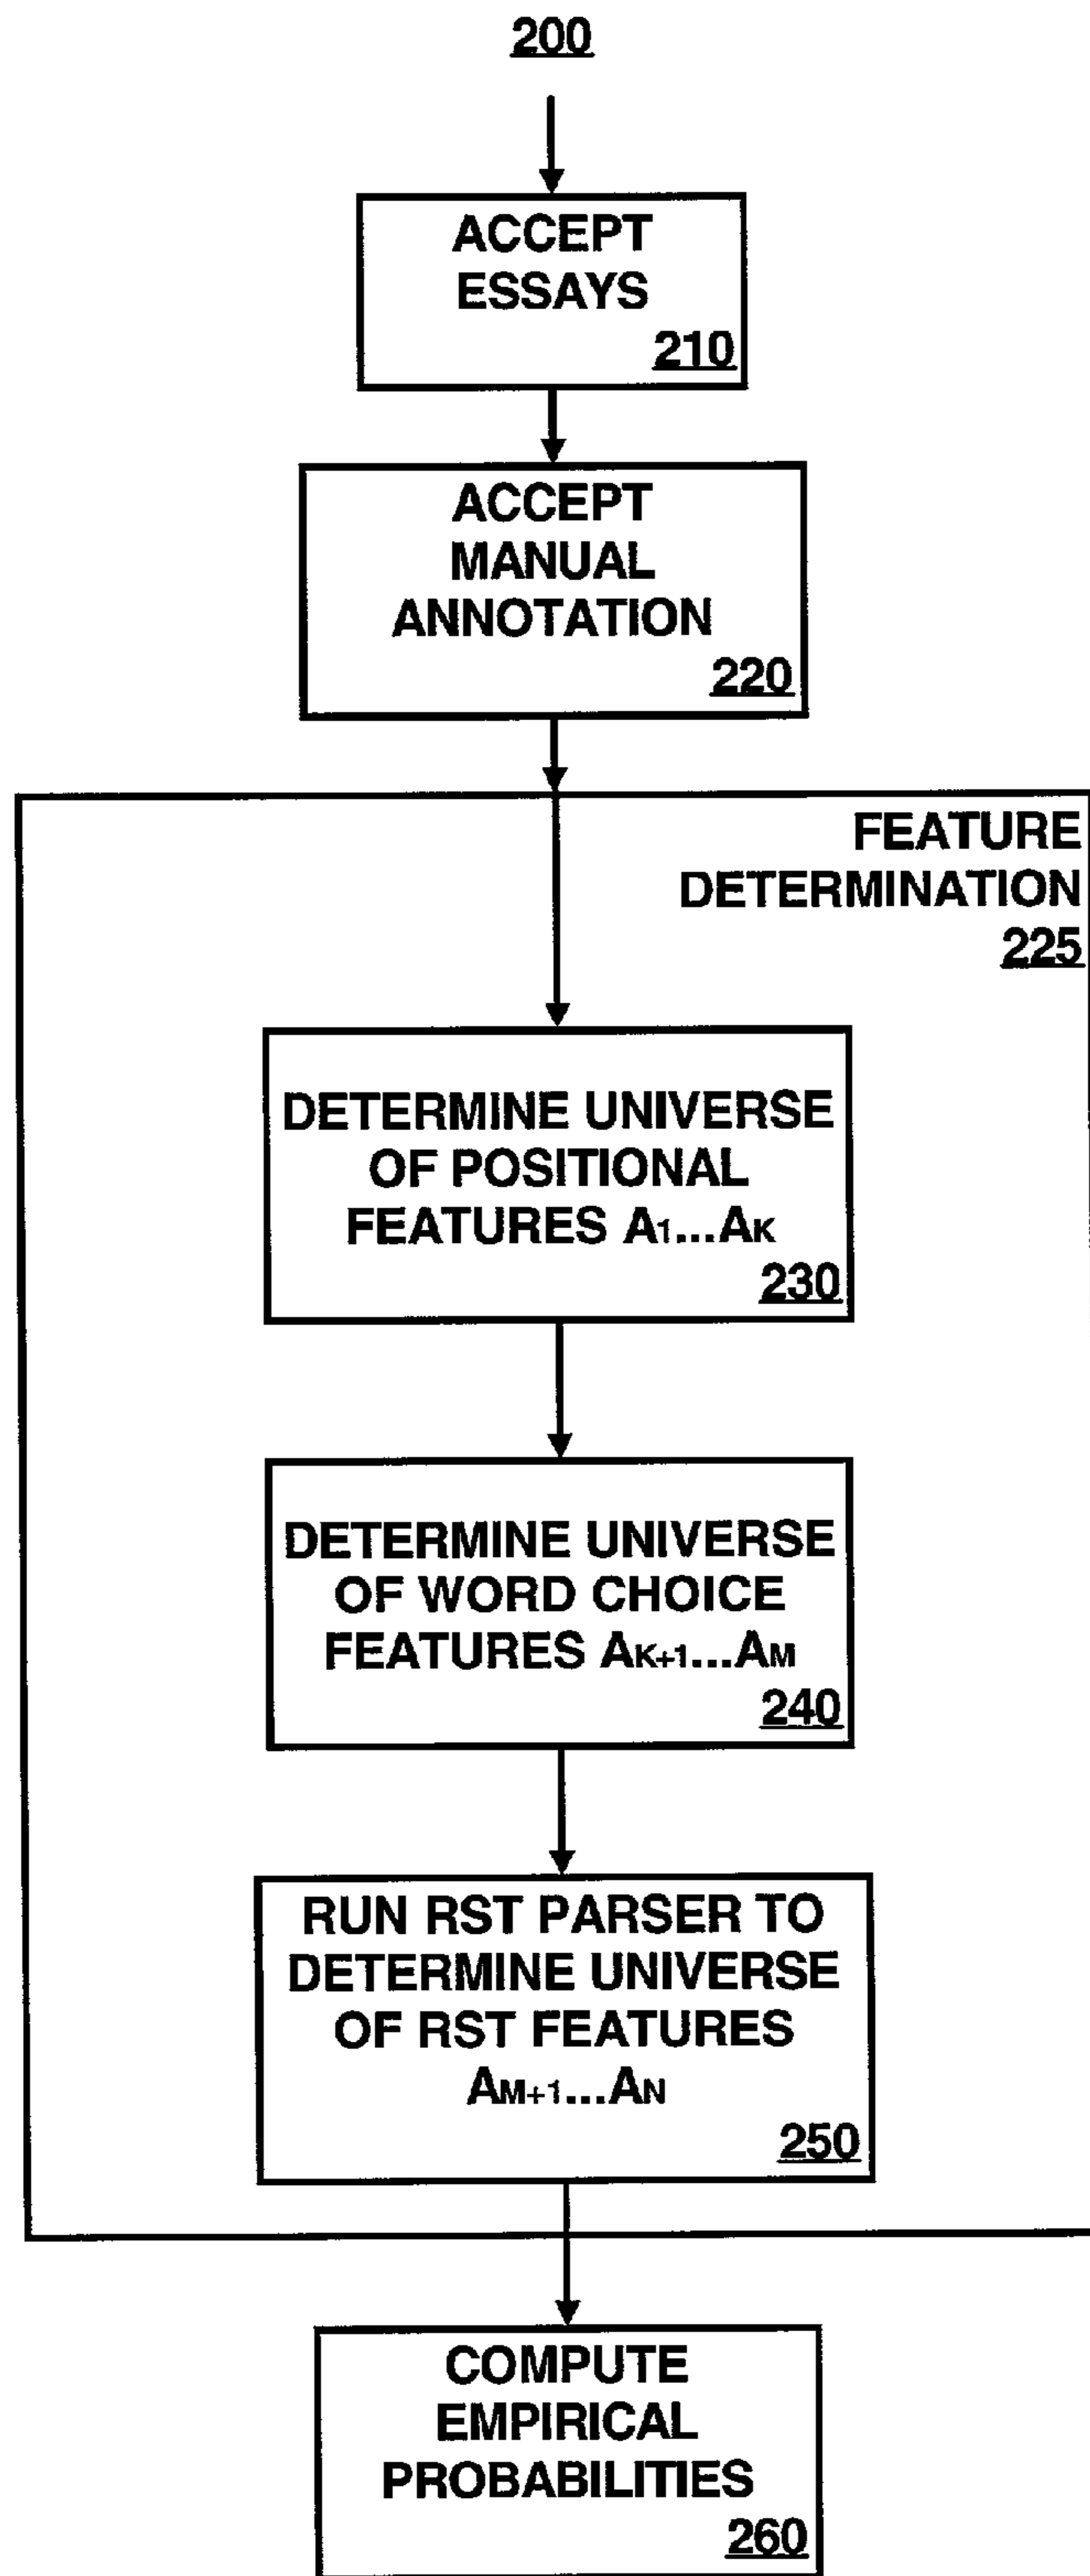 200
ACCEPT
ESSAYS
210
ACCEPT
MANUAL
ANNOTATION
220
FEATURE
DETERMINATION
225
DETERMINE UNIVERSE
OF POSITIONAL
FEATURES A1...AK
230
DETERMINE UNIVERSE
OF WORD CHOICE
FEATURES AK+1...AM
240
RUN RST PARSER TO
DETERMINE UNIVERSE
OF RST FEATURES
AM+1...AN
250
COMPUTE
EMPIRICAL
PROBABILITIES
260